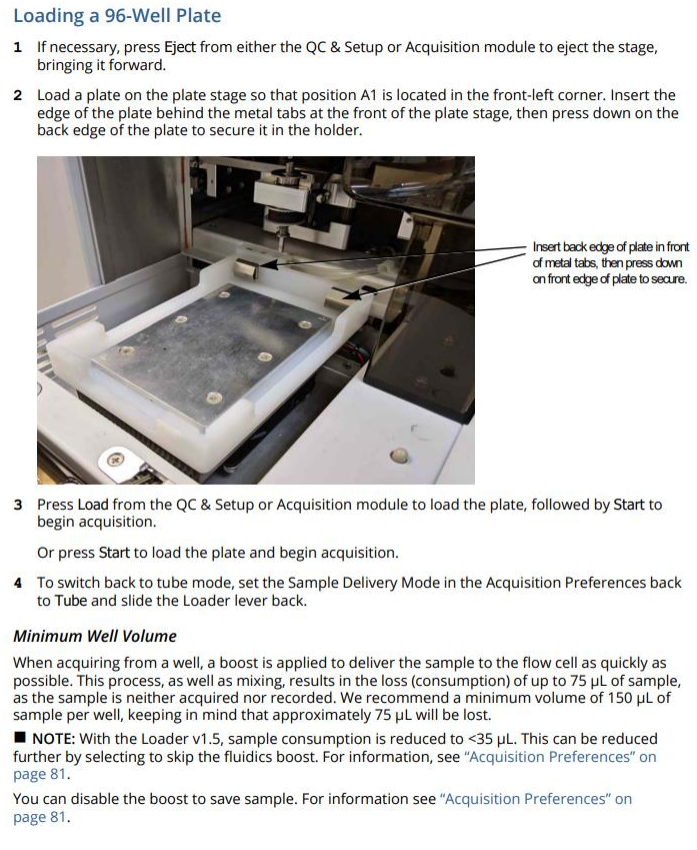 Loading a 96-Well Plate
1 If necessary, press Eject from either the QC & Setup or Acquisition module to eject the stage,
bringing it forward.
2 Load a plate on the plate stage so that position A1 is located in the front-left corner. Insert the
edge of the plate behind the metal tabs at the front of the plate stage, then press down on the
back edge of the plate to secure it in the holder.
Insert back edge of plate in front
of metal tabs, then press down
on front edge of plate to secure.
3 Press Load from the QC & Setup or Acquisition module to load the plate, followed by Start to
begin acquisition.
Or press Start to load the plate and begin acquisition.
4 To switch back to tube mode, set the Sample Delivery Mode in the Acquisition Preferences back
to Tube and slide the Loader lever back.
Minimum Well Volume
When acquiring from a well, a boost is applied to deliver the sample to the flow cell as quickly as
possible. This process, as well as mixing, results in the loss (consumption) of up to 75 µL of sample,
as the sample is neither acquired nor recorded. We recommend a minimum volume of 150 µL of
sample per well, keeping in mind that approximately 75 µL will be lost.
■ NOTE: With the Loader v1.5, sample consumption is reduced to <35 µL. This can be reduced
further by selecting to skip the fluidics boost. For information, see “Acquisition Preferences” on
page 81.
You can disable the boost to save sample. For information see “Acquisition Preferences” on
page 81.